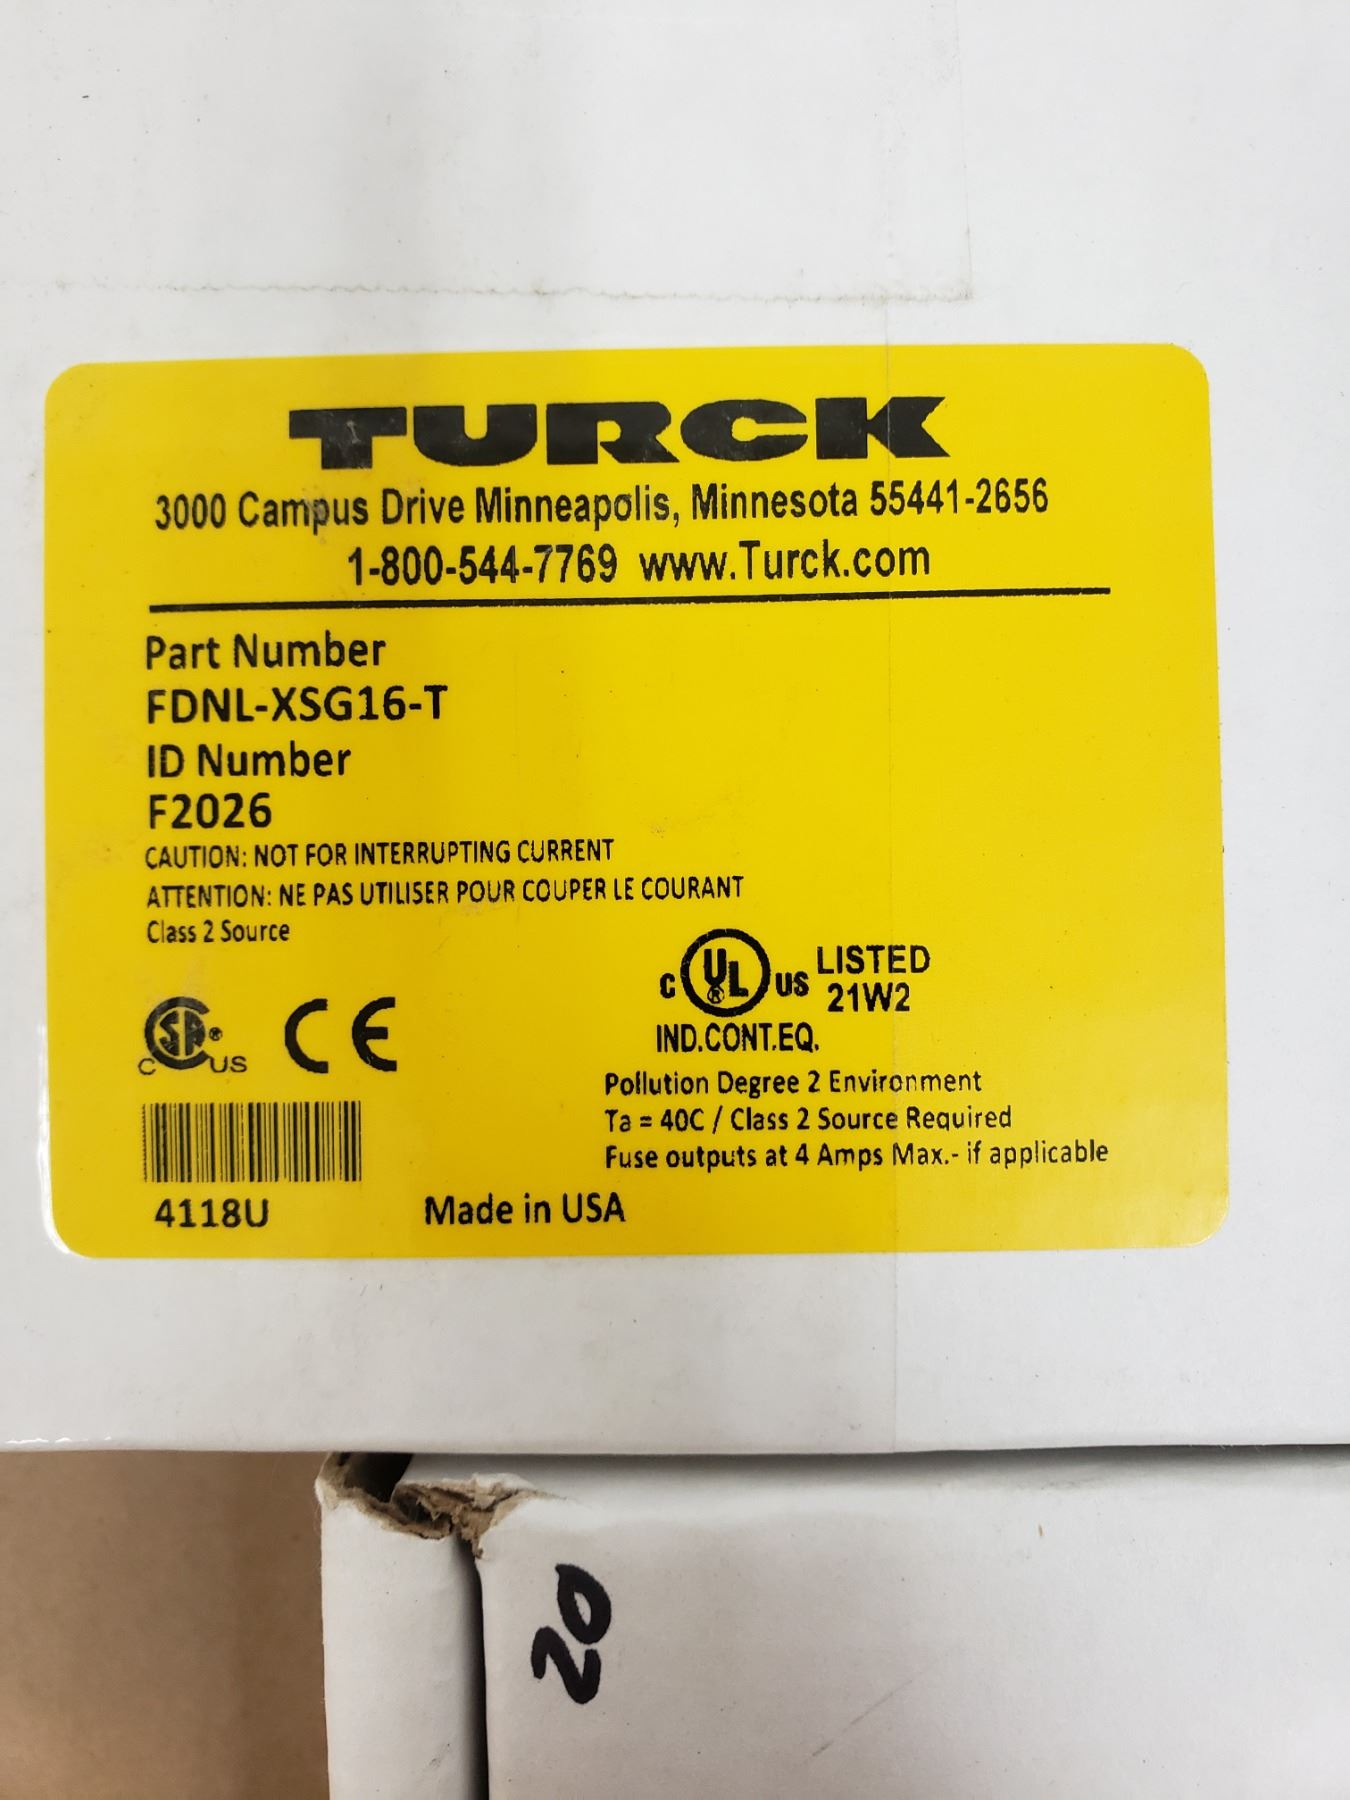 TURCK
3000 Campus Drive Minneapolis, Minnesota 55441-2656
1-800-544-7769 www.Turck.com
Part Number
FDNL-XSG16-T
ID Number
F2026
CAUTION: NOT FOR INTERRUPTING CURRENT
ATTENTION: NE PAS UTILISER POUR COUPER LE COURANT
Class 2 Source
C UL ® US LISTED
21W2
IND.CONT.EQ.
C SA ® US CE
Pollution Degree 2 Environment
Ta = 40C / Class 2 Source Required
Fuse outputs at 4 Amps Max.- if applicable
4118U
Made in USA
20